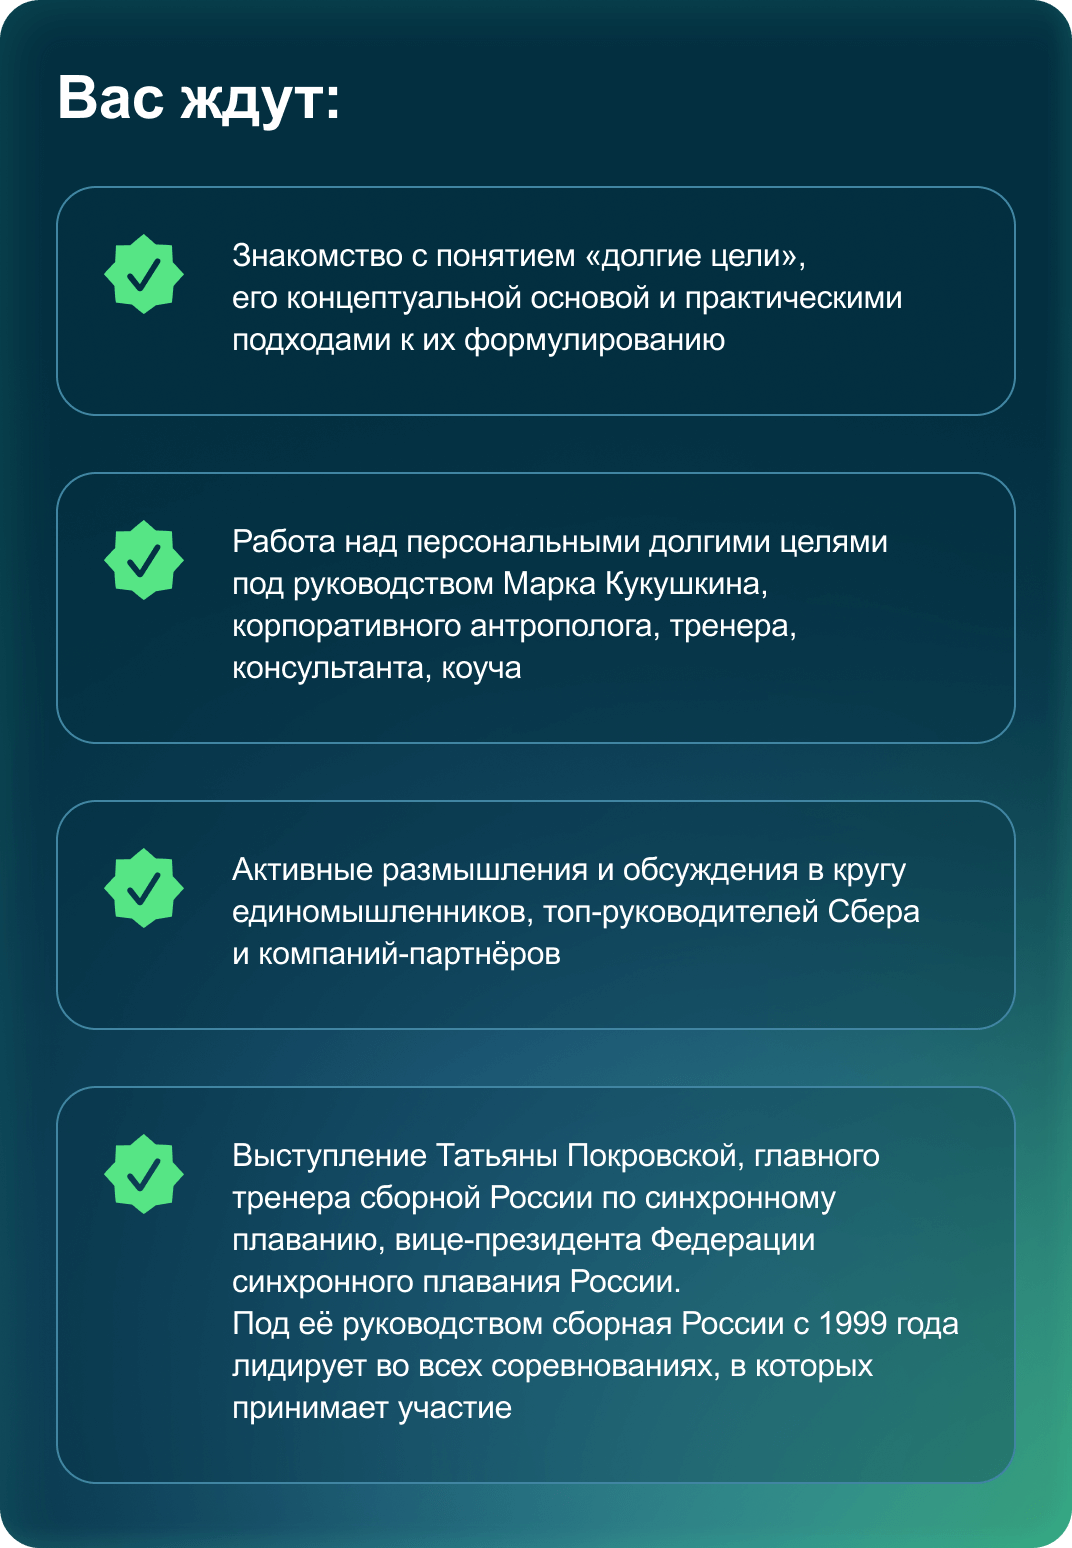 Вас ждут:
Знакомство с понятием «долгие цели»,
его концептуальной основой и практическими
подходами к их формулированию
Работа над персональными долгими целями
под руководством Марка Кукушкина,
корпоративного антрополога, тренера,
консультанта, коуча
Активные размышления и обсуждения в кругу
единомышленников, топ-руководителей Сбера
и компаний-партнёров
Выступление Татьяны Покровской, главного
тренера сборной России по синхронному
плаванию, вице-президента Федерации
синхронного плавания России.
Под её руководством сборная России с 1999 года
лидирует во всех соревнованиях, в которых
принимает участие